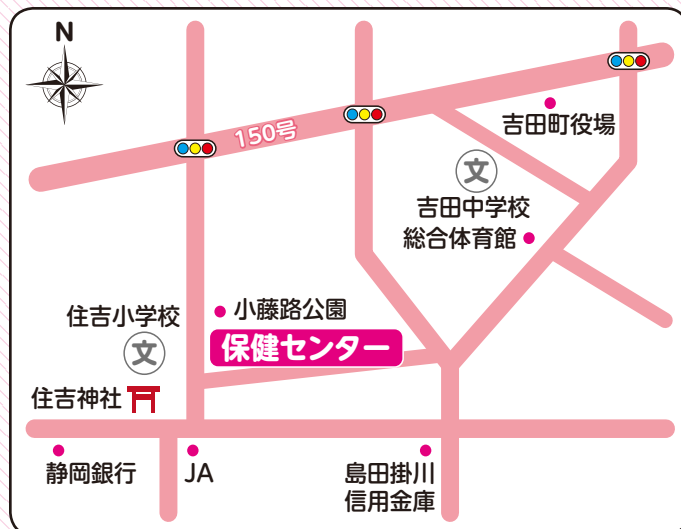 N
150号
吉田町役場
文
吉田中学校
総合体育館
小藤路公園
住吉小学校
保健センター
文
住吉神社
静岡銀行
JA
島田掛川
信用金庫